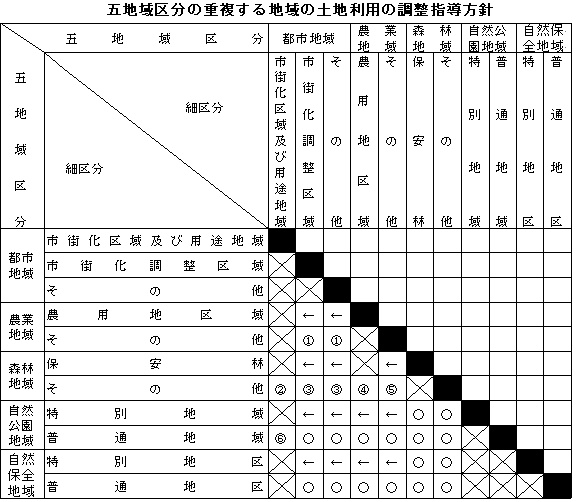 五地域区分の重複する地域の土地利用の調整指導方針
五地域区分 都市地域 農業地域 森林地域 自然公園地域 自然保全地域
細区分 市街化区域及び用途地域 市街化調整区域 その他 農用地区域 その他 保安林 その他 特別地域 普通地域 特別地区 普通地区
五地域区分 細区分
都市地域 市街化区域及び用途地域
市街化調整区域
その他
農業地域 農用地区域 ← ←
その他 ① ①
森林地域 保安林 ← ← ←
その他 ② ③ ③ ④ ⑤
自然公園地域 特別地域 ← ← ← ← ○ ○
普通地域 ⑥ ○ ○ ○ ○ ○ ○
自然保全地域 特別地区 ← ← ← ← ○ ○
普通地区 ○ ○ ○ ○ ○ ○